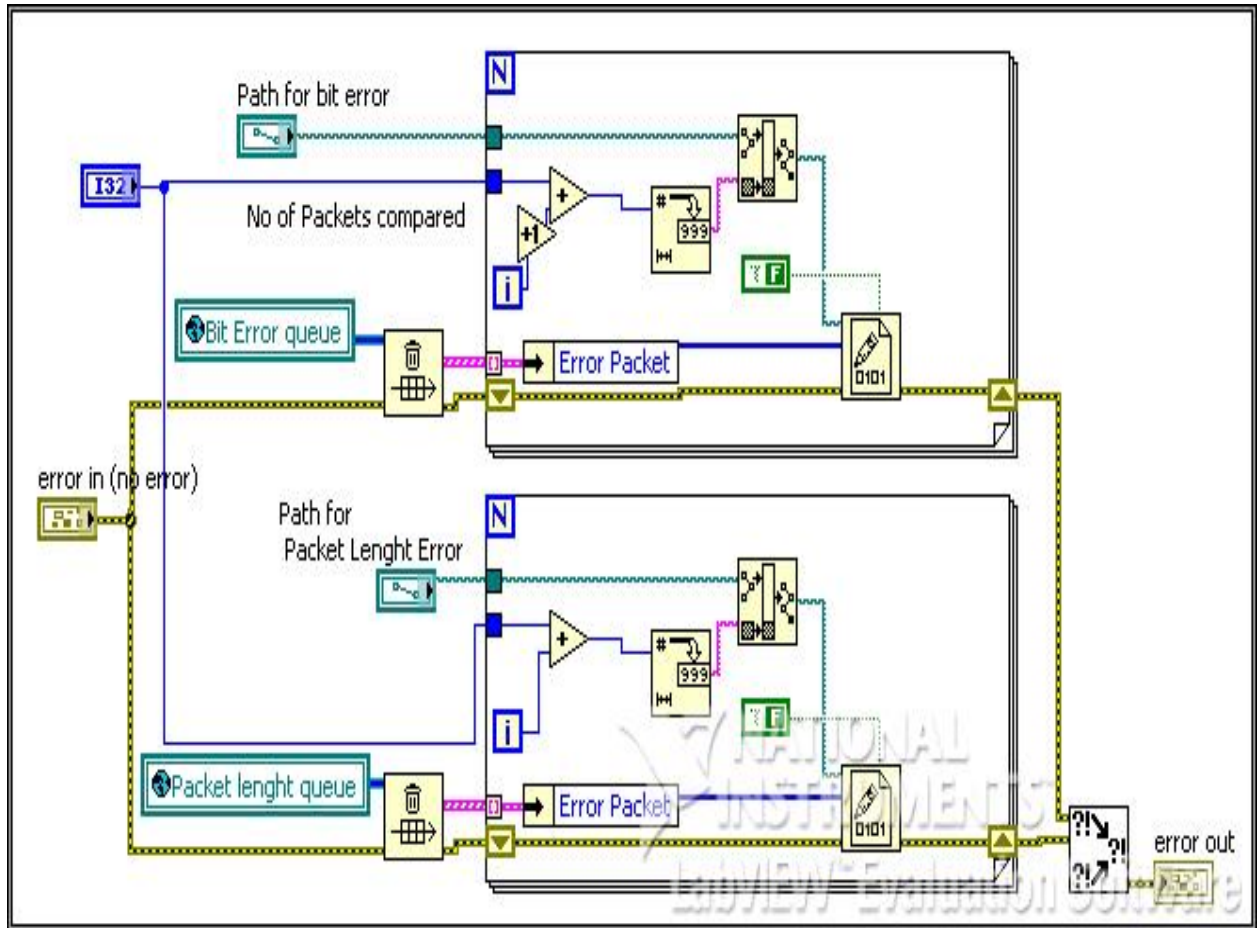 N
Path for bit error
I32
No of Packets compared
+
+1
#
999
i
F
Bit Error queue
Error Packet
0101
error in (no error)
N
Path for
Packet Lenght Error
+
#
999
i
F
NATIONAL
INSTRUMENTS™
Packet lenght queue
Error Packet
0101
?!
?!
?!
error out
LabVIEW™ Evaluation Software